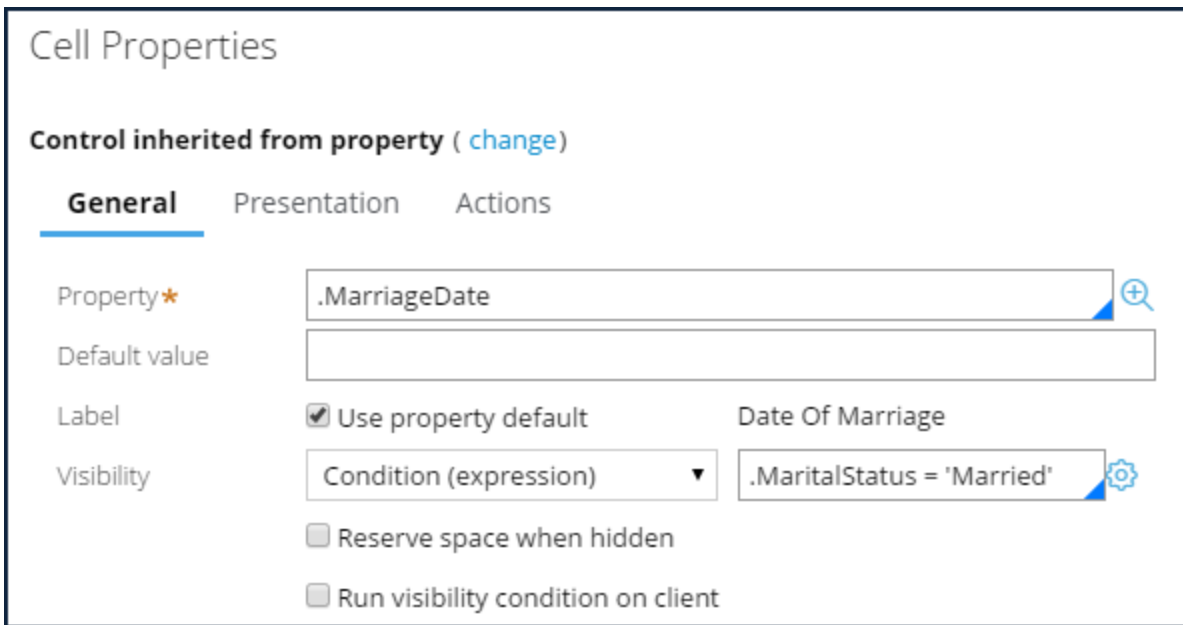 Cell Properties
Control inherited from property ( change)
General Presentation Actions
Property★ .MarriageDate
Default value
Label Use property default Date Of Marriage
Visibility Condition (expression) .MaritalStatus = 'Married'
Reserve space when hidden
Run visibility condition on client